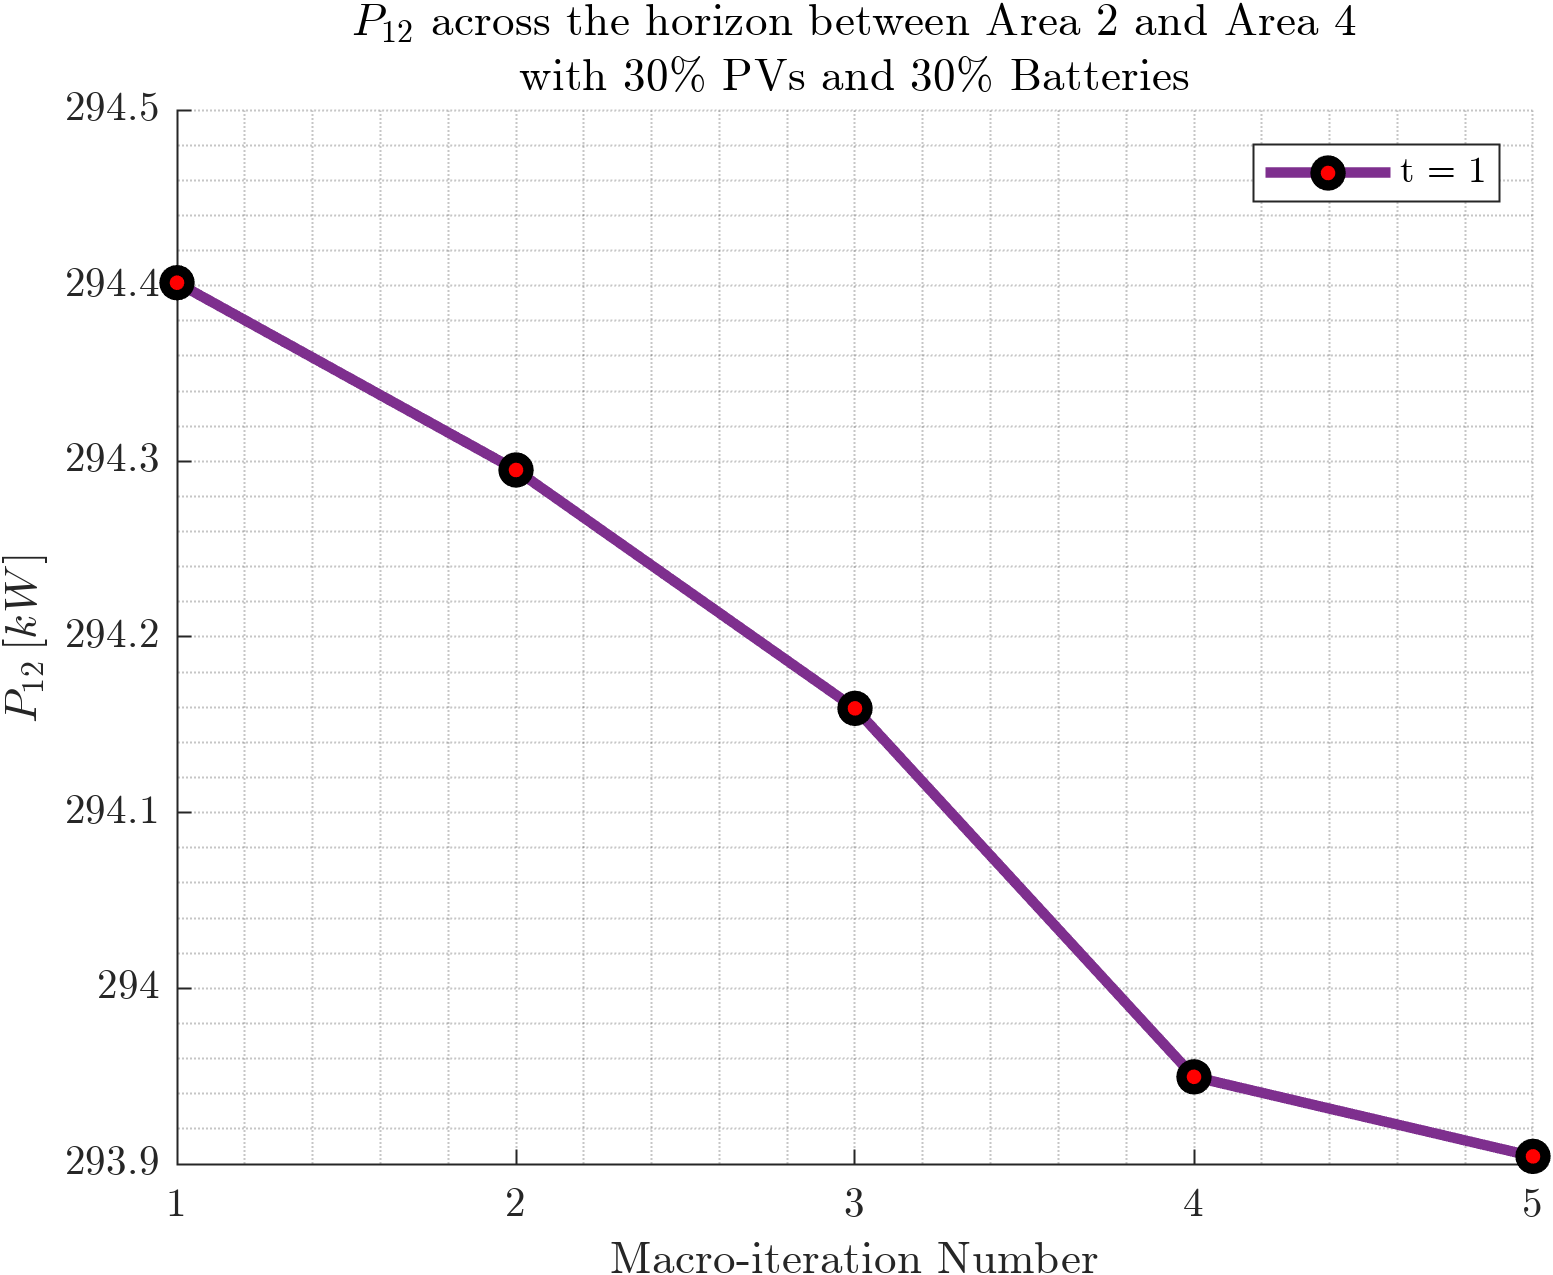 P₁₂ across the horizon between Area 2 and Area 4
with 30% PVs and 30% Batteries
t = 1
P₁₂ [kW]
294.5
294.4
294.3
294.2
294.1
294
293.9
1 2 3 4 5
Macro-iteration Number